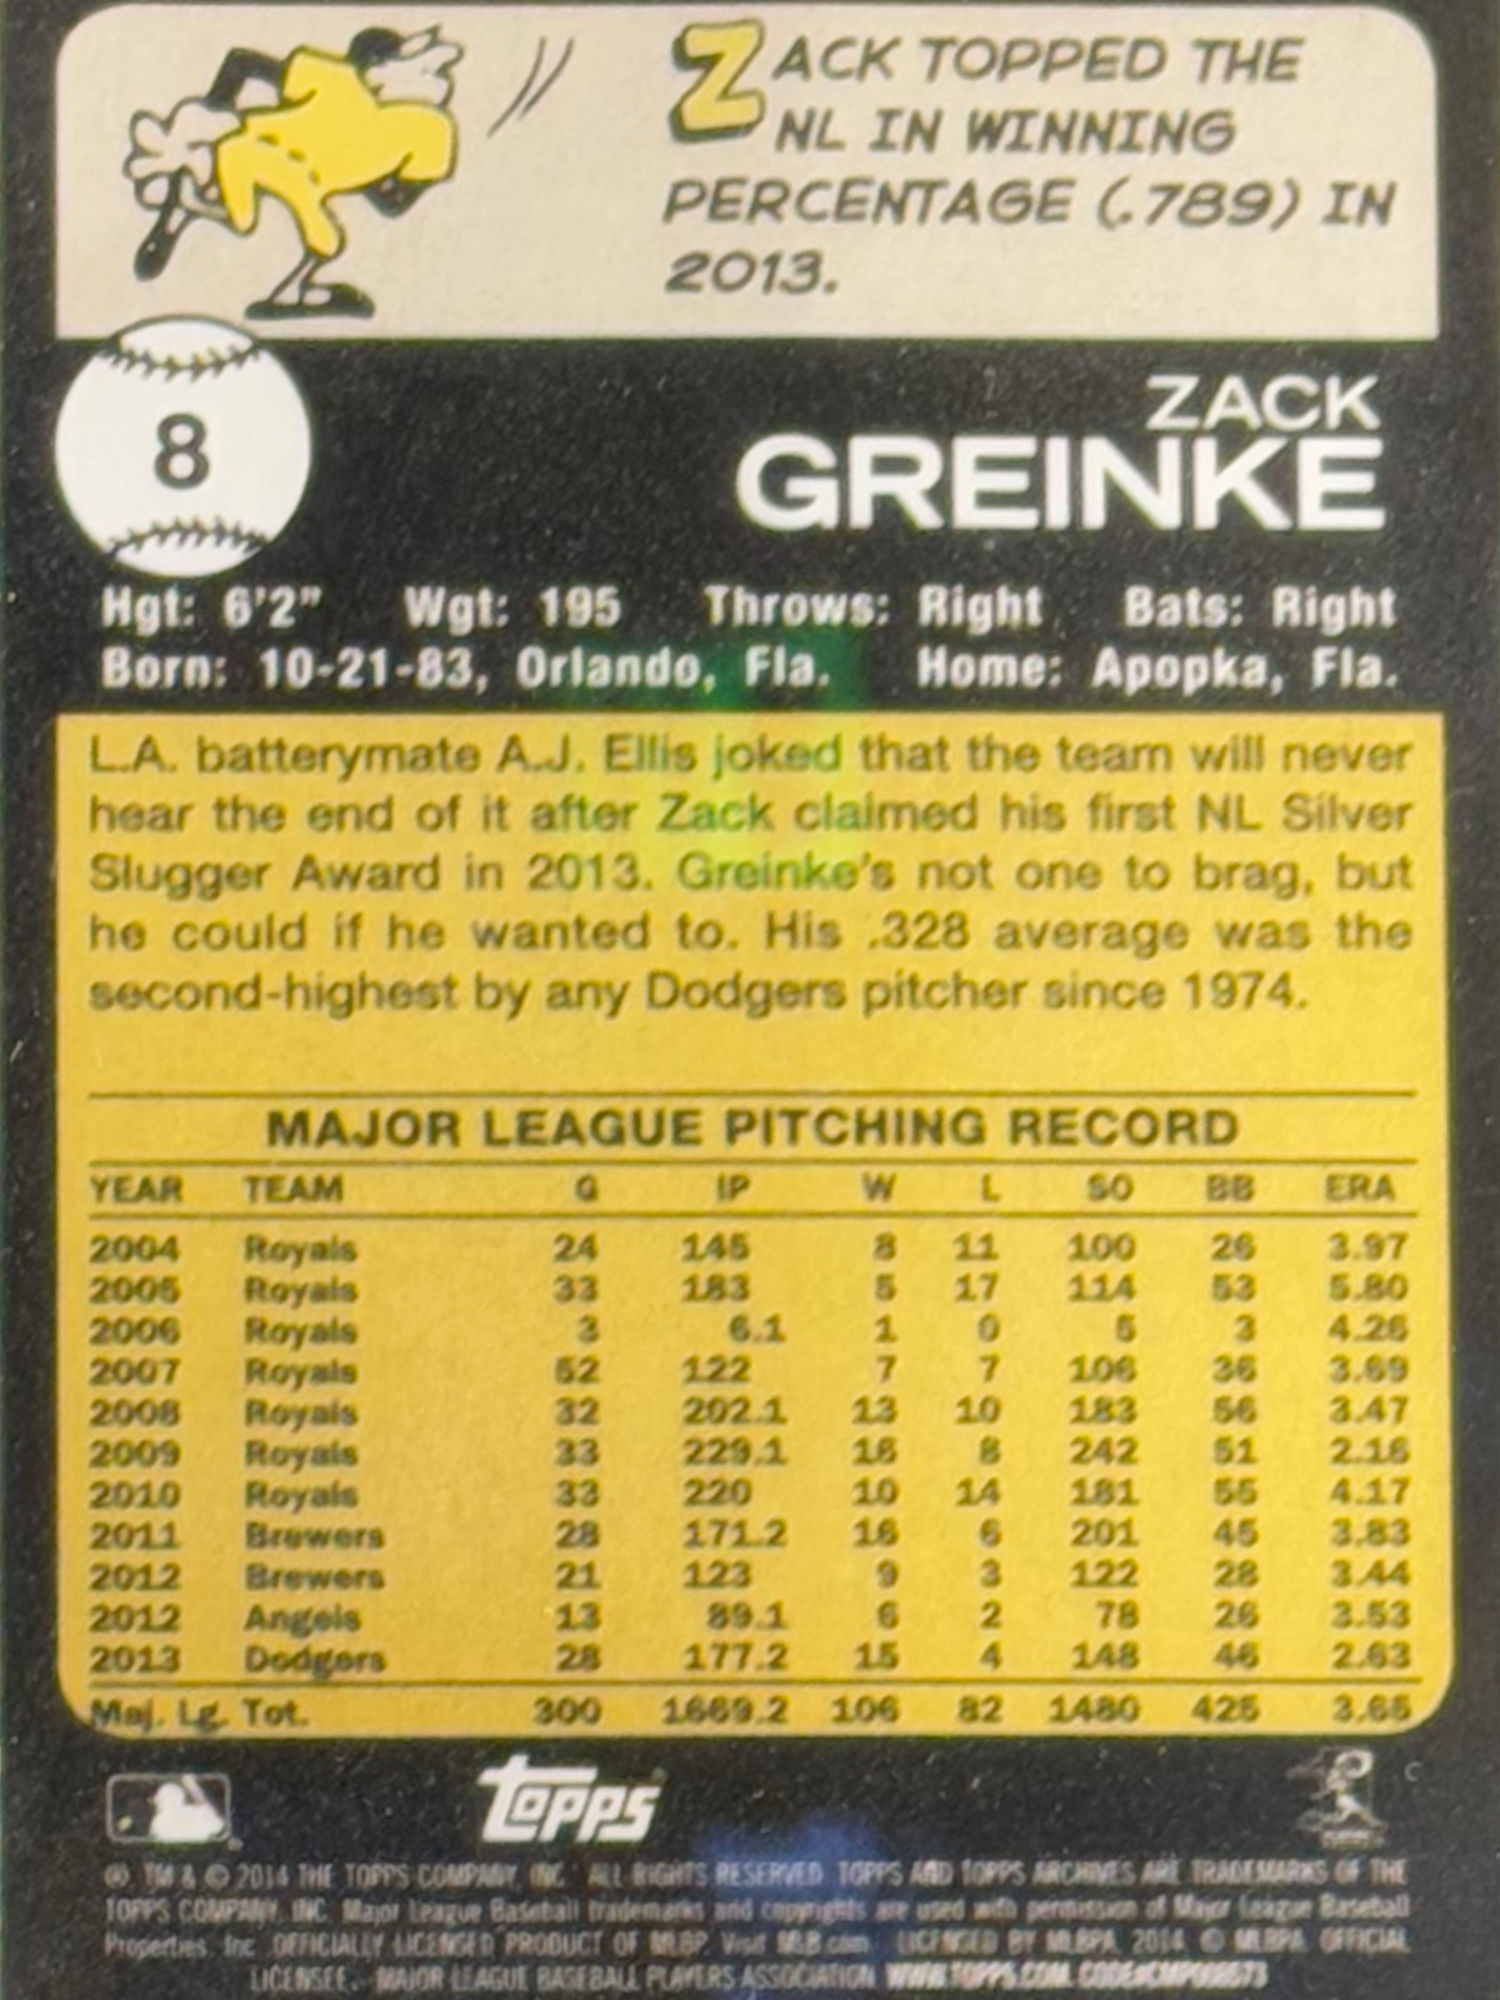 ZACK TOPPED THE
NL IN WINNING
PERCENTAGE (.789) IN
2013.
8
ZACK
GREINKE
Hgt: 6'2" Wgt: 195 Throws: Right Bats: Right
Born: 10-21-83, Orlando, Fla. Home: Apopka, Fla.
L.A. batterymate A.J. Ellis joked that the team will never
hear the end of it after Zack claimed his first NL Silver
Slugger Award in 2013. Greinke's not one to brag, but
he could if he wanted to. His .328 average was the
second-highest by any Dodgers pitcher since 1974.
MAJOR LEAGUE PITCHING RECORD
YEAR TEAM G IP W L SO BB ERA
2004 Royals 24 145 8 11 100 26 3.97
2005 Royals 33 183 5 17 114 53 5.80
2006 Royals 3 6.1 1 0 5 3 4.26
2007 Royals 52 122 7 7 106 36 3.69
2008 Royals 32 202.1 13 10 183 56 3.47
2009 Royals 33 229.1 16 8 242 51 2.16
2010 Royals 33 220 10 14 181 55 4.17
2011 Brewers 28 171.2 16 6 201 45 3.83
2012 Brewers 21 123 9 3 122 28 3.44
2012 Angels 13 89.1 6 2 78 26 3.53
2013 Dodgers 28 177.2 15 4 148 46 2.63
Maj. Lg. Tot. 300 1669.2 106 82 1480 425 3.65
Topps
C
®, TM & © 2014 THE TOPPS COMPANY, INC. ALL RIGHTS RESERVED. TOPPS AND TOPPS ARCHIVES ARE TRADEMARKS OF THE
TOPPS COMPANY, INC. Major League Baseball trademarks and copyrights are used with permission of Major League Baseball
Properties, Inc. OFFICIALLY LICENSED PRODUCT OF MLBP. Visit MLB.com. LICENSED BY MLBPA, 2014. © MLBPA. OFFICIAL
LICENSEE - MAJOR LEAGUE BASEBALL PLAYERS ASSOCIATION. WWW.TOPPS.COM.